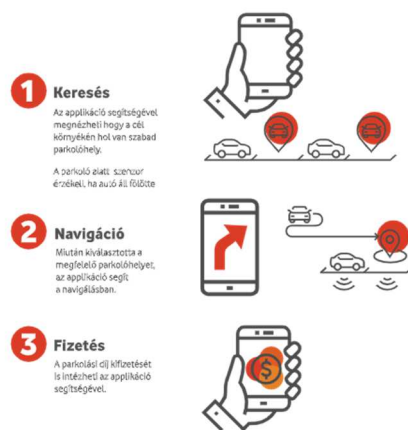 1 Keresés
Az applikáció segítségével
megnézheti hogy a cél
környékén hol van szabad
parkolóhely.
A parkoló alatt szenzor
érzékeli, ha autó áll fölötte
2 Navigáció
Miután kiválasztotta a
megfelelő parkolóhelyet,
az applikáció segít
a navigálásban.
3 Fizetés
A parkolási díj kifizetését
is intézheti az applikáció
segítségével.
$